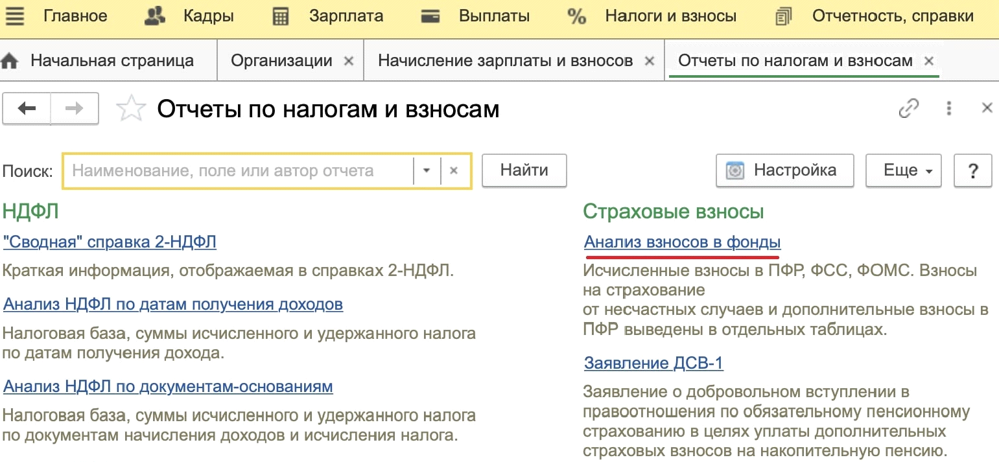 Главное Кадры Зарплата Выплаты % Налоги и взносы Отчетность, справки
Начальная страница Организации × Начисление зарплаты и взносов × Отчеты по налогам и взносам ×
Отчеты по налогам и взносам
Поиск: Наименование, поле или автор отчета Найти Настройка Еще ?
НДФЛ
"Сводная" справка 2-НДФЛ
Краткая информация, отображаемая в справках 2-НДФЛ.
Анализ НДФЛ по датам получения доходов
Налоговая база, суммы исчисленного и удержанного налога
по датам получения дохода.
Анализ НДФЛ по документам-основаниям
Налоговая база, суммы исчисленного и удержанного налога
по документам начисления доходов и исчисления налога.
Страховые взносы
Анализ взносов в фонды
Исчисленные взносы в ПФР, ФСС, ФОМС. Взносы
на страхование
от несчастных случаев и дополнительные взносы в
ПФР выведены в отдельных таблицах.
Заявление ДСВ-1
Заявление о добровольном вступлении в
правоотношения по обязательному пенсионному
страхованию в целях уплаты дополнительных
страховых взносов на накопительную пенсию.